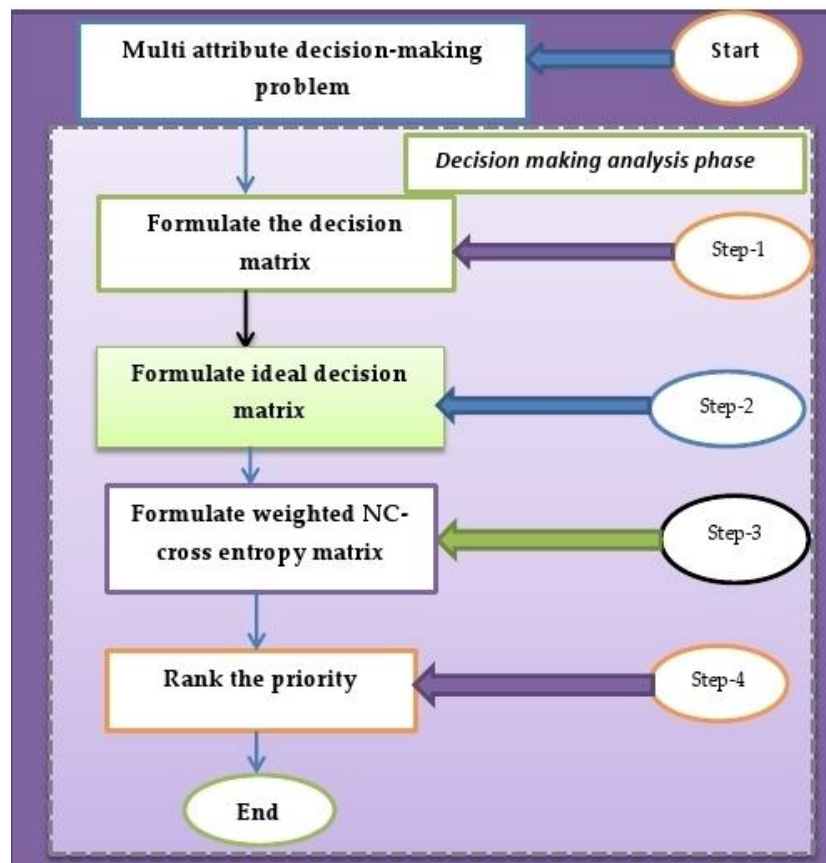 Multi attribute decision-making
problem
Start
Decision making analysis phase
Formulate the decision
matrix
Step-1
Formulate ideal decision
matrix
Step-2
Formulate weighted NC-
cross entropy matrix
Step-3
Rank the priority
Step-4
End